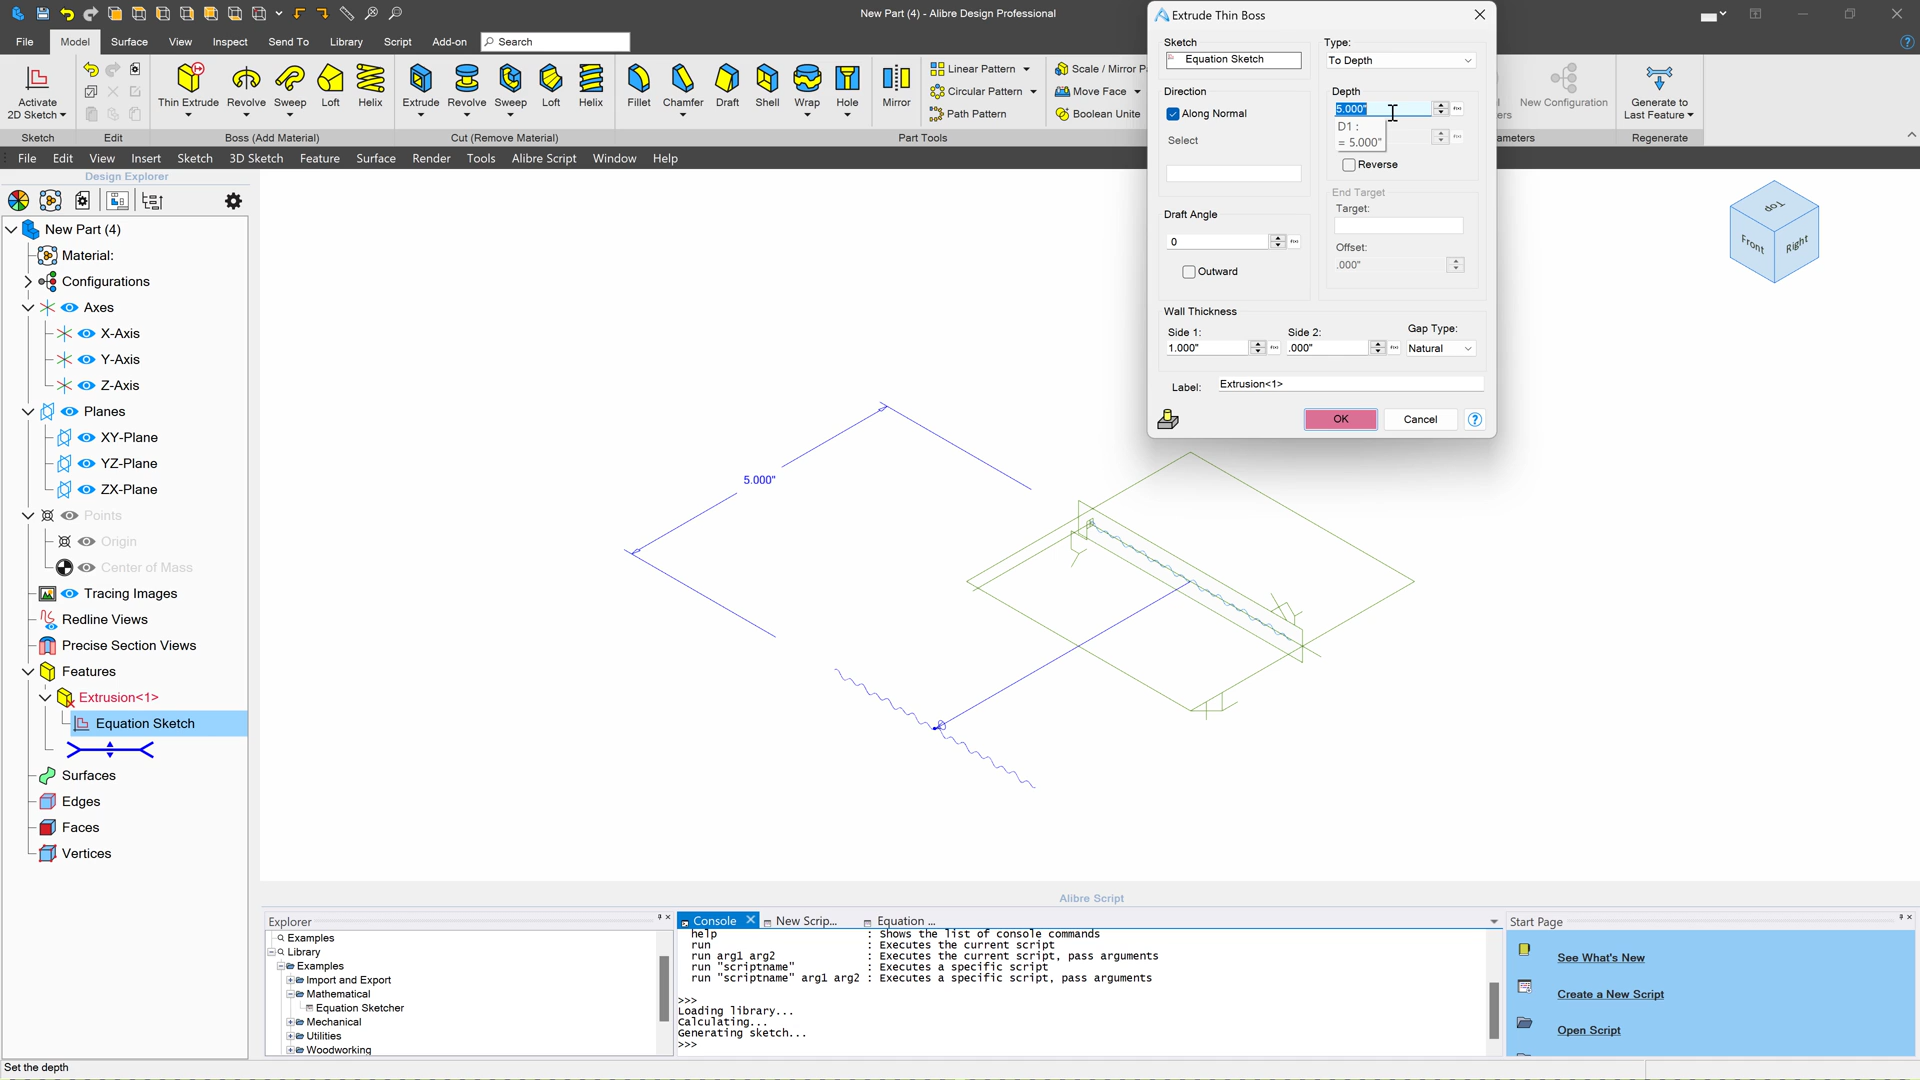 New Part (4) - Alibre Design Professional
File Model Surface View Inspect Send To Library Script Add-on Search
Activate
2D Sketch
Thin Extrude Revolve Sweep Loft Helix
Extrude Revolve Sweep Loft Helix
Fillet Chamfer Draft Shell Wrap Hole
Mirror
Linear Pattern
Circular Pattern
Path Pattern
Scale / Mirror P
Move Face
Boolean Unite
New Configuration
Generate to
Last Feature
Sketch Edit Boss (Add Material) Cut (Remove Material) Part Tools ameters Regenerate
File Edit View Insert Sketch 3D Sketch Feature Surface Render Tools Alibre Script Window Help
Design Explorer
New Part (4)
Material:
Configurations
Axes
X-Axis
Y-Axis
Z-Axis
Planes
XY-Plane
YZ-Plane
ZX-Plane
Points
Origin
Center of Mass
Tracing Images
Redline Views
Precise Section Views
Features
Extrusion<1>
Equation Sketch
Surfaces
Edges
Faces
Vertices
Extrude Thin Boss
Sketch
Equation Sketch
Type:
To Depth
Direction
Along Normal
Select
Depth
5.000"
D1 :
= 5.000"
Reverse
Draft Angle
0
Outward
End Target
Target:
Offset:
.000"
Wall Thickness
Side 1:
1.000"
Side 2:
.000"
Gap Type:
Natural
Label: Extrusion<1>
OK Cancel
5.000"
Top
Front
Right
Alibre Script
Explorer
Examples
Library
Examples
Import and Export
Mathematical
Equation Sketcher
Mechanical
Utilities
Woodworking
Console New Scrip... Equation ...
help : Shows the list of console commands
run : Executes the current script
run arg1 arg2 : Executes the current script, pass arguments
run "scriptname" : Executes a specific script
run "scriptname" arg1 arg2 : Executes a specific script, pass arguments
>>>
Loading library...
Calculating...
Generating sketch...
>>>
Start Page
See What's New
Create a New Script
Open Script
Set the depth